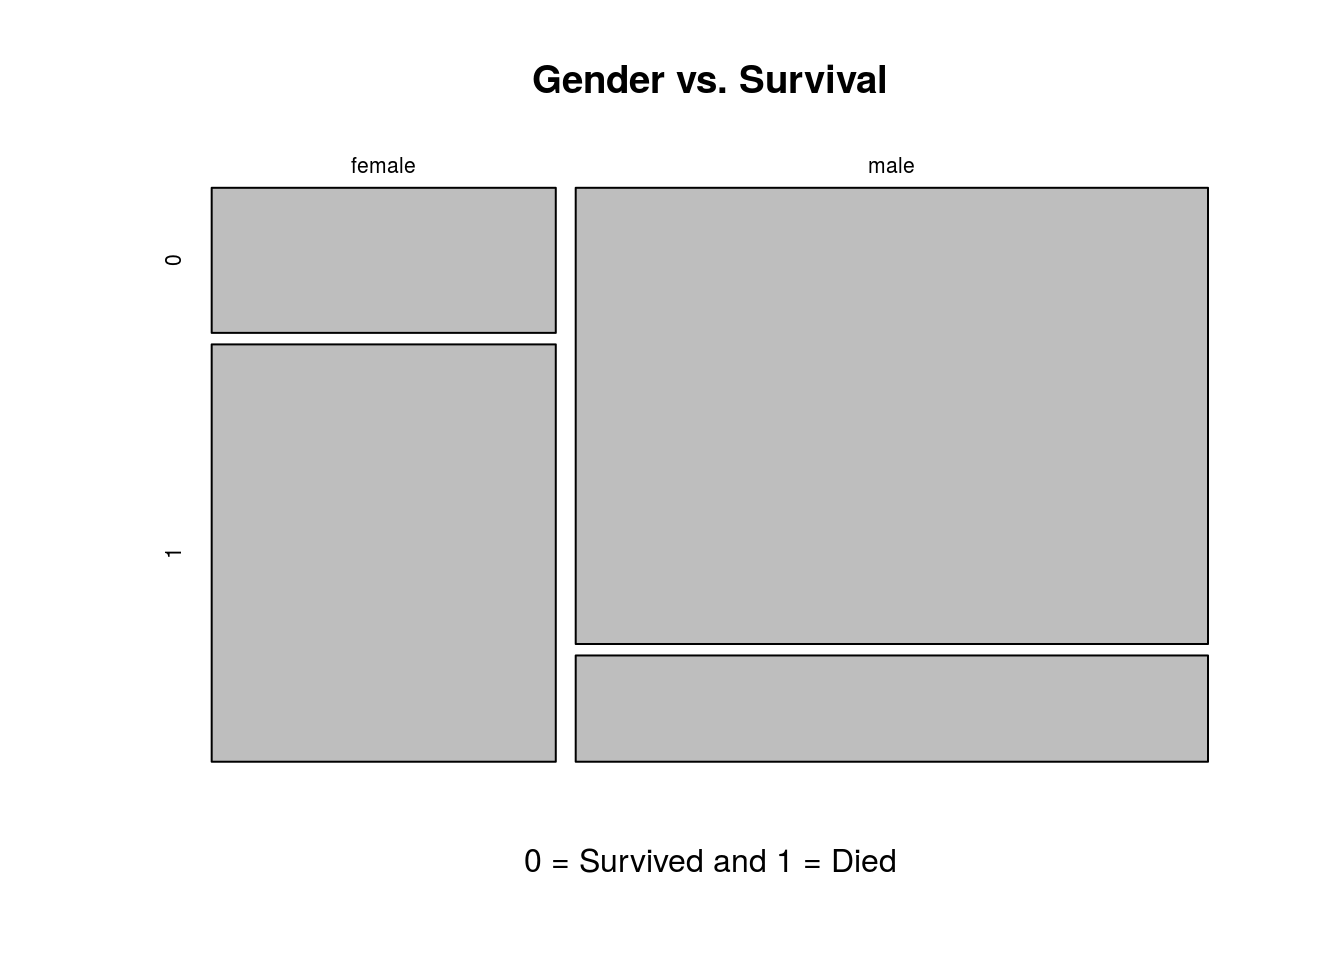 Gender vs. Survival
female male
0
1
0 = Survived and 1 = Died